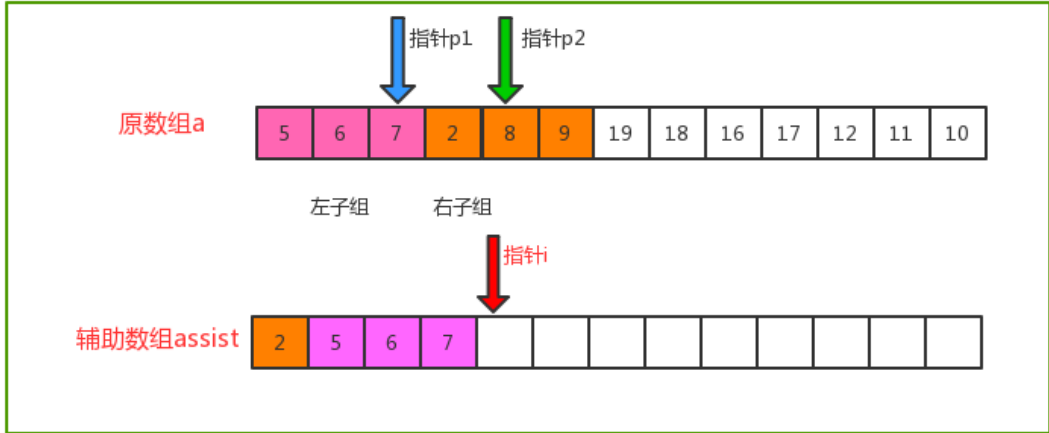 指针p1 指针p2
原数组a 5 6 7 2 8 9 19 18 16 17 12 11 10
左子组 右子组
指针i
辅助数组assist 2 5 6 7